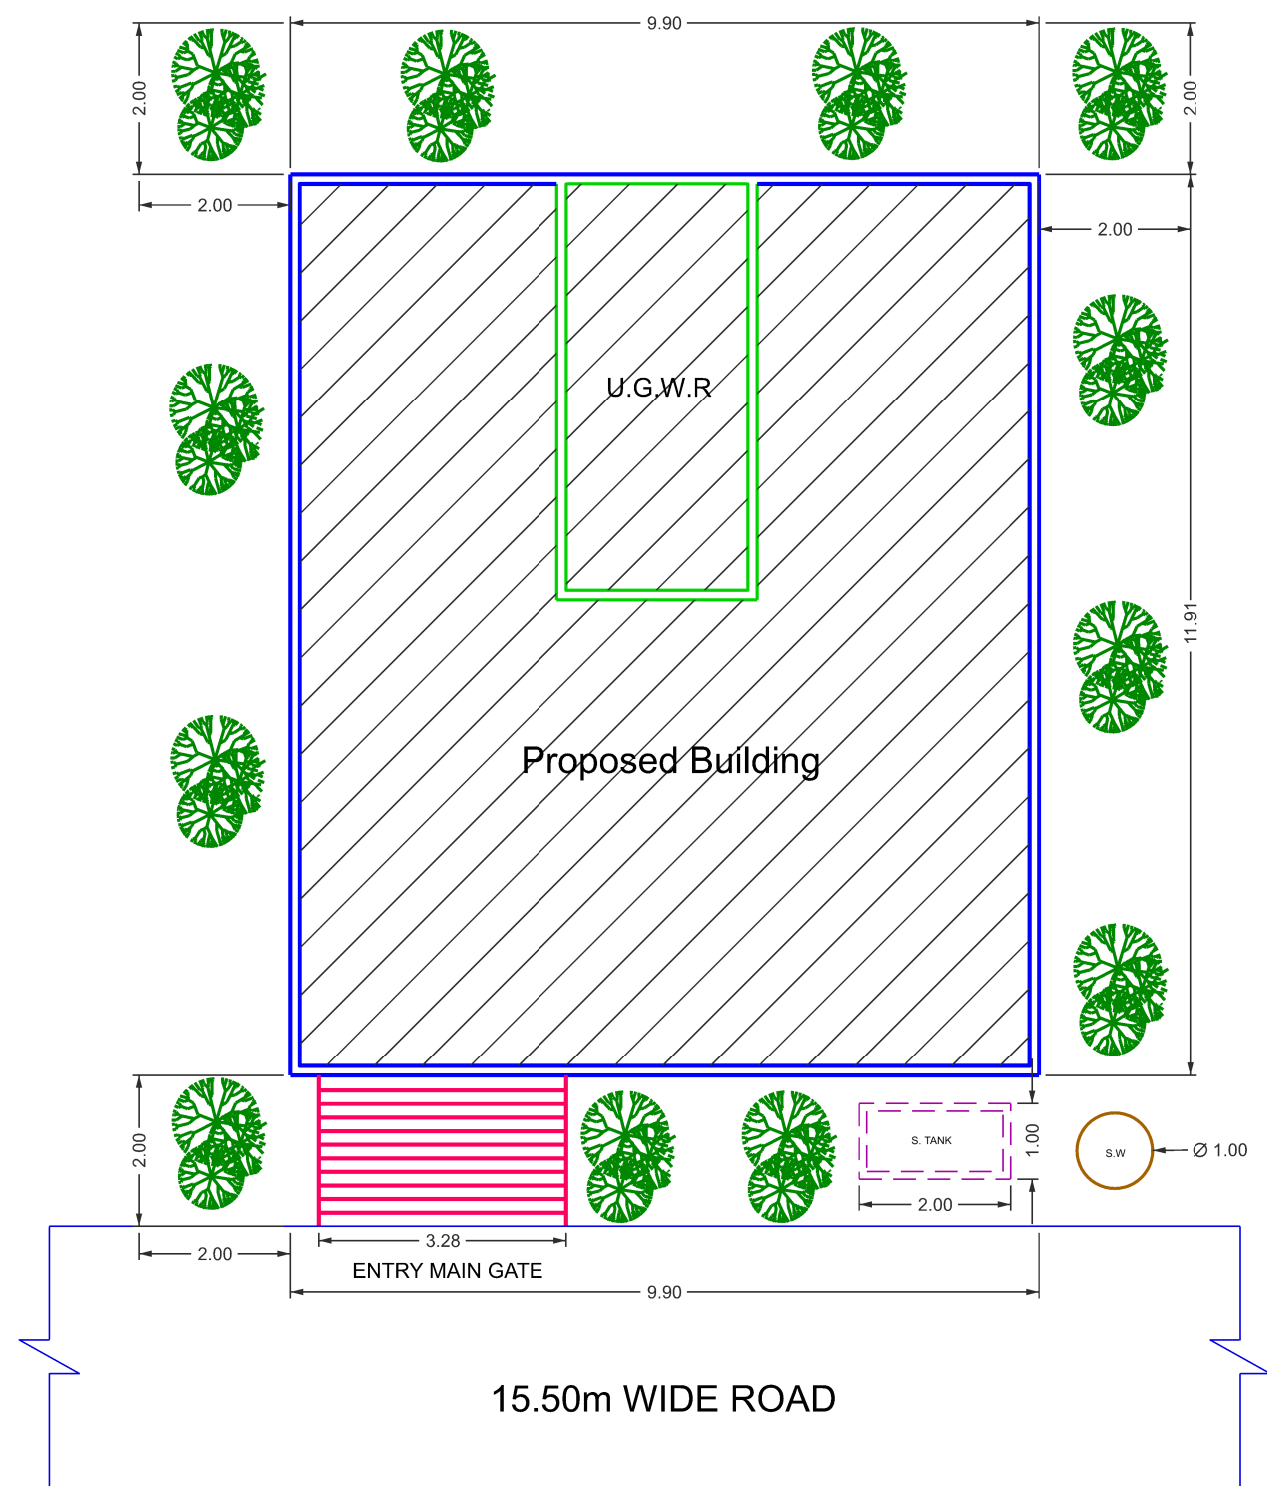 9.90
2.00
2.00
2.00
2.00
U.G.W.R
11.91
Proposed Building
2.00
S. TANK
1.00
S.W
Ø 1.00
2.00
3.28
2.00
ENTRY MAIN GATE
9.90
15.50m WIDE ROAD